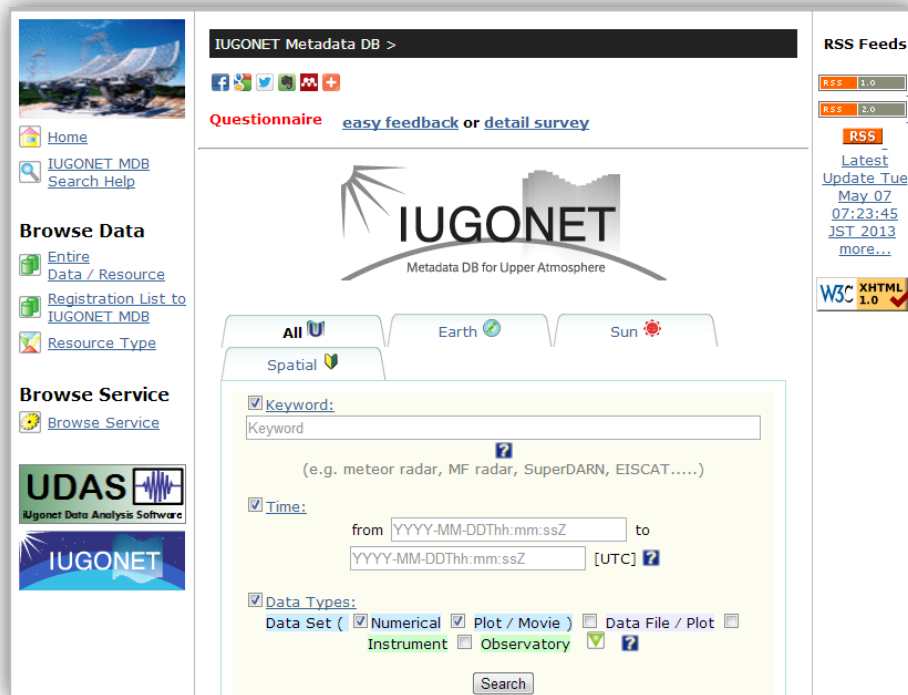 Home
IUGONET MDB
Search Help
Browse Data
Entire
Data / Resource
Registration List to
IUGONET MDB
Resource Type
Browse Service
Browse Service
UDAS
iUgonet Data Analysis Software
IUGONET
IUGONET Metadata DB >
Questionnaire easy feedback or detail survey
IUGONET
Metadata DB for Upper Atmosphere
All
Earth
Sun
Spatial
Keyword:
Keyword
?
(e.g. meteor radar, MF radar, SuperDARN, EISCAT.....)
Time:
from YYYY-MM-DDThh:mm:ssZ to
YYYY-MM-DDThh:mm:ssZ [UTC] ?
Data Types:
Data Set ( Numerical Plot / Movie ) Data File / Plot
Instrument Observatory ?
Search
RSS Feeds
RSS 1.0
RSS 2.0
RSS
Latest
Update Tue
May 07
07:23:45
JST 2013
more...
W3C XHTML
1.0